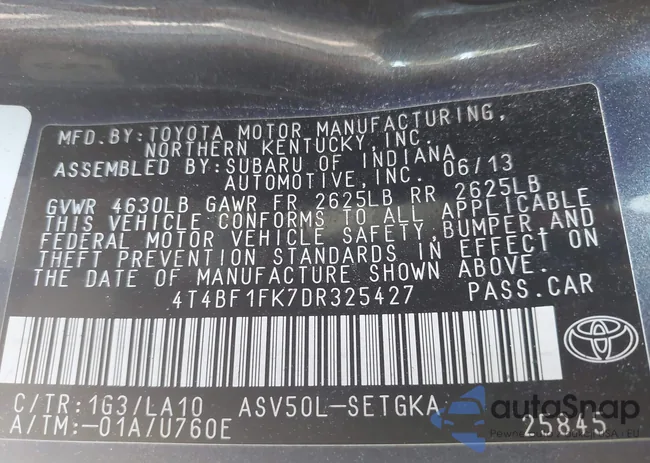 MFD.BY:TOYOTA MOTOR MANUFACTURING,
NORTHERN KENTUCKY,INC.
ASSEMBLED BY:SUBARU OF INDIANA
AUTOMOTIVE,INC. 06/13
GVWR 4630LB GAWR FR 2625LB RR 2625LB
THIS VEHICLE CONFORMS TO ALL APPLICABLE
FEDERAL MOTOR VEHICLE SAFETY,BUMPER,AND
THEFT PREVENTION STANDARDS IN EFFECT ON
THE DATE OF MANUFACTURE SHOWN ABOVE.
4T4BF1FK7DR325427 PASS.CAR
C/TR:1G3/LA10 ASV50L-SETGKA
A/TM:-01A/U760E 25845
autoSnap